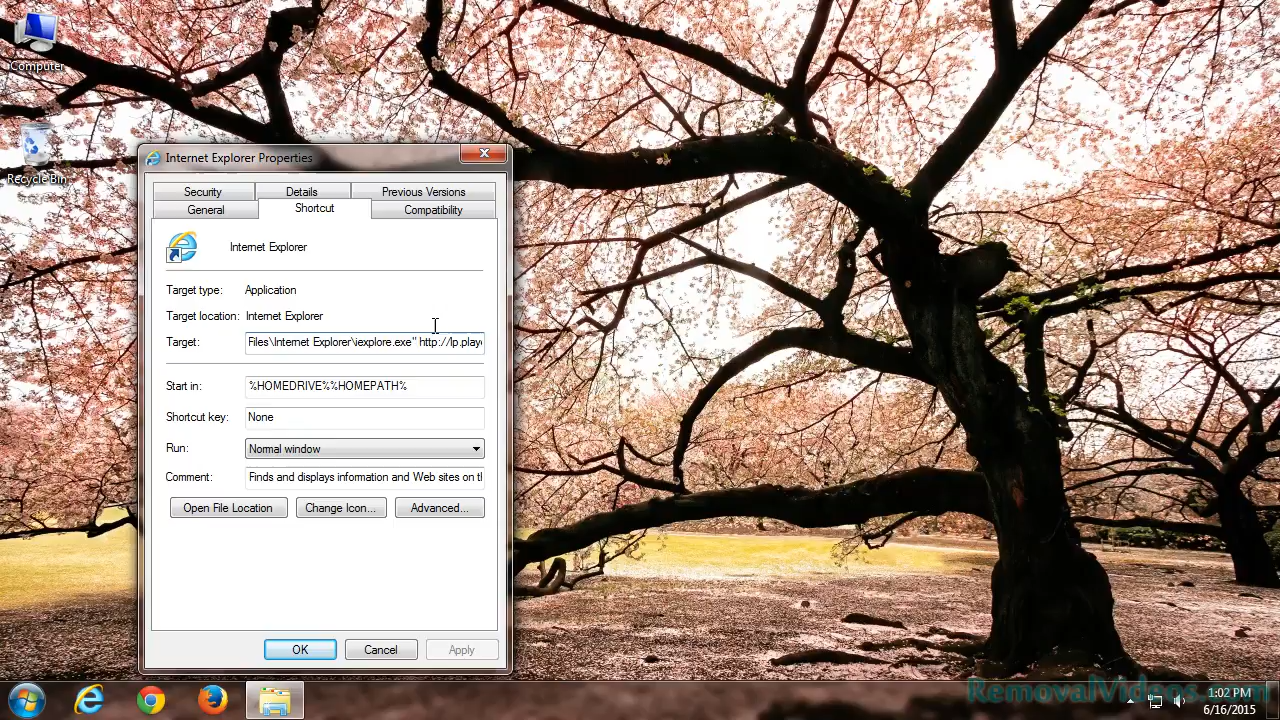 Computer
Recycle Bin
Internet Explorer Properties
Security
Details
Previous Versions
General
Shortcut
Compatibility
Internet Explorer
Target type:
Application
Target location:
Internet Explorer
Target:
Files\Internet Explorer\iexplore.exe" http://lp.play
Start in:
%HOMEDRIVE%%HOMEPATH%
Shortcut key:
None
Run:
Normal window
Comment:
Finds and displays information and Web sites on t
Open File Location
Change Icon...
Advanced...
OK
Cancel
Apply
RemovalVideos.com
1:02 PM
6/16/2015